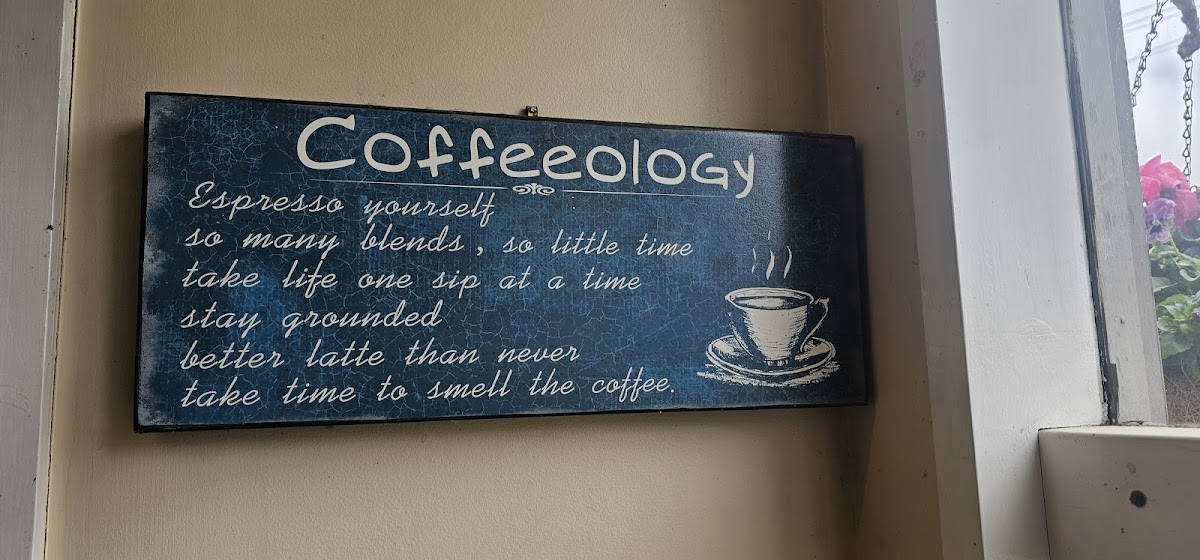 Coffeeology
Espresso yourself
so many blends, so little time
take life one sip at a time
stay grounded
better latte than never
take time to smell the coffee.